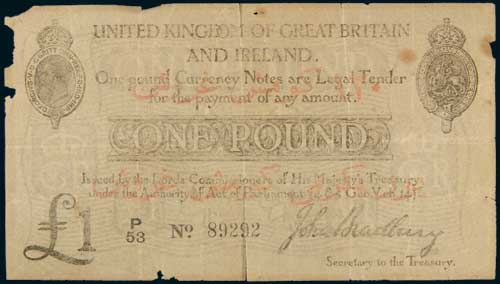 UNITED KINGDOM OF GREAT BRITAIN
AND IRELAND.
One pound Currency Notes are Legal Tender
for the payment of any amount.
ONE POUND
Issued by the Lords Commissioners of His Majesty's Treasury
under the Authority of Act of Parliament
£1
P
53
No. 89292
John Bradbury
Secretary to the Treasury.